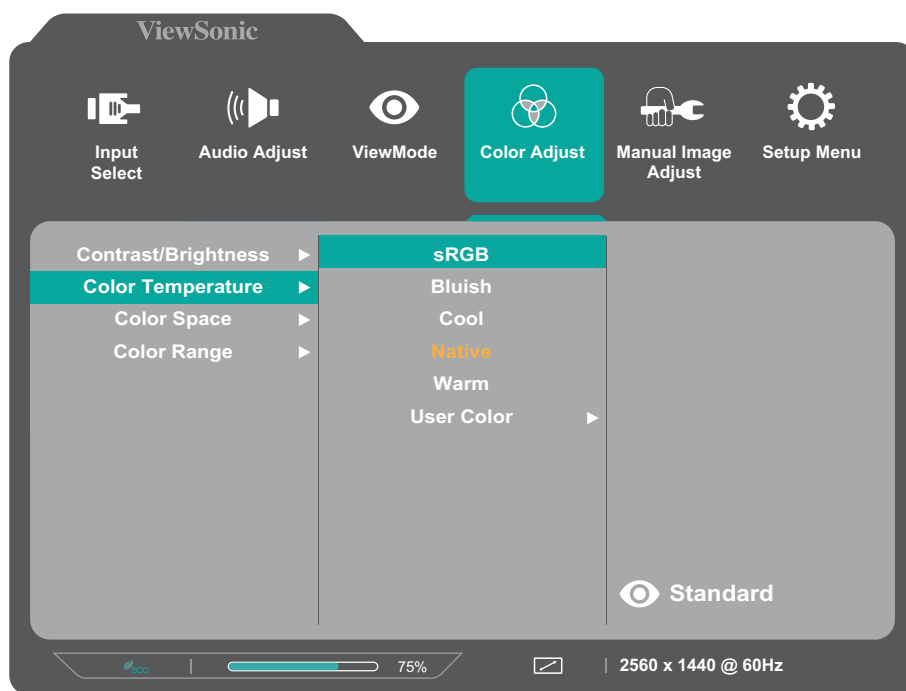 ViewSonic
Input
Select
Audio Adjust
ViewMode
Color Adjust
Manual Image
Adjust
Setup Menu
Contrast/Brightness
Color Temperature
Color Space
Color Range
sRGB
Bluish
Cool
Native
Warm
User Color
Standard
eco
75%
2560 x 1440 @ 60Hz